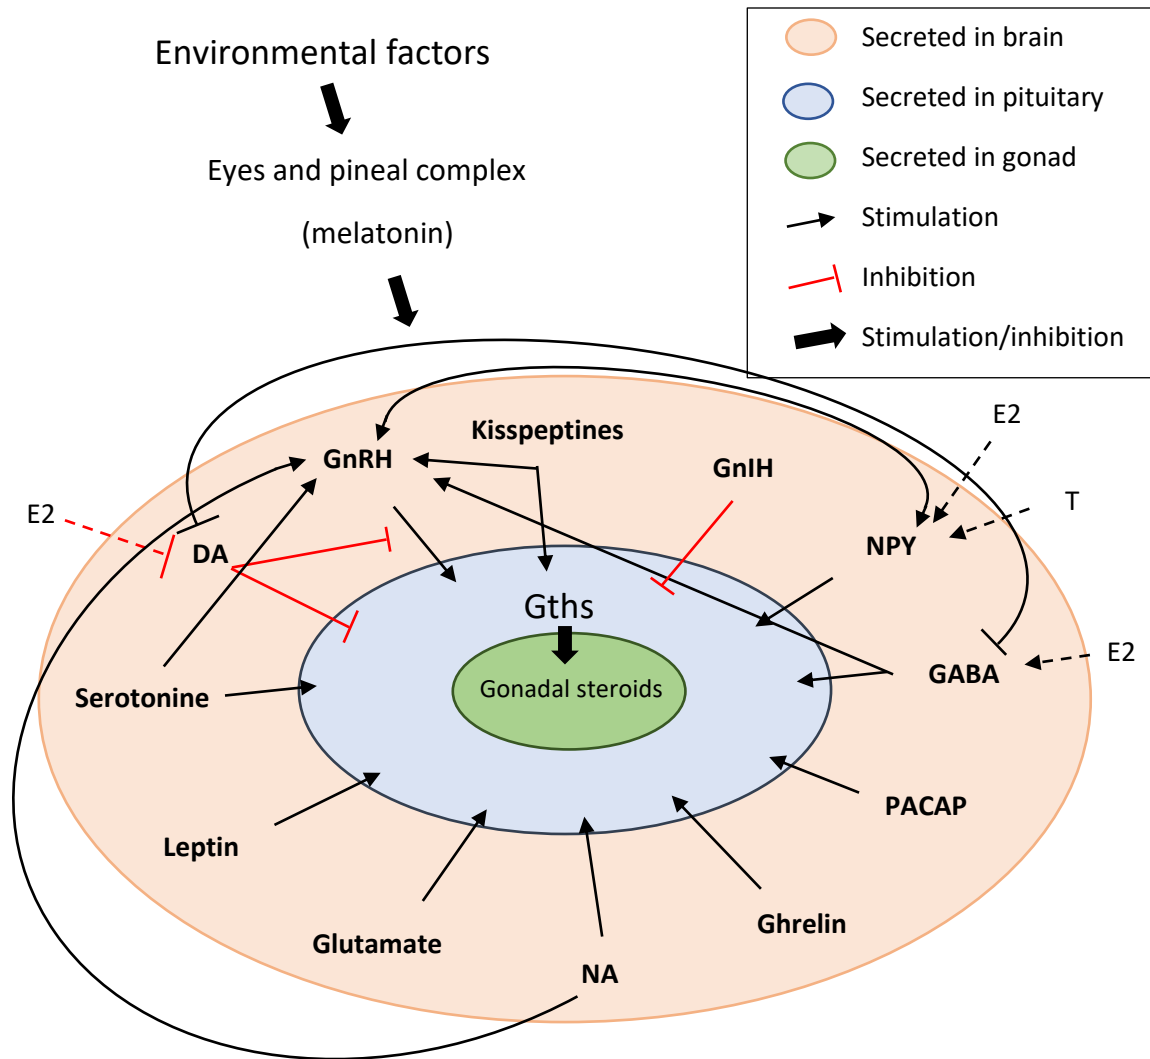 Environmental factors
Eyes and pineal complex
(melatonin)
Secreted in brain
Secreted in pituitary
Secreted in gonad
Stimulation
Inhibition
Stimulation/inhibition
Kisspeptines
GnRH
GnIH
E2
T
E2
DA
NPY
Gths
Gonadal steroids
Serotonine
GABA
E2
Leptin
PACAP
Glutamate
Ghrelin
NA